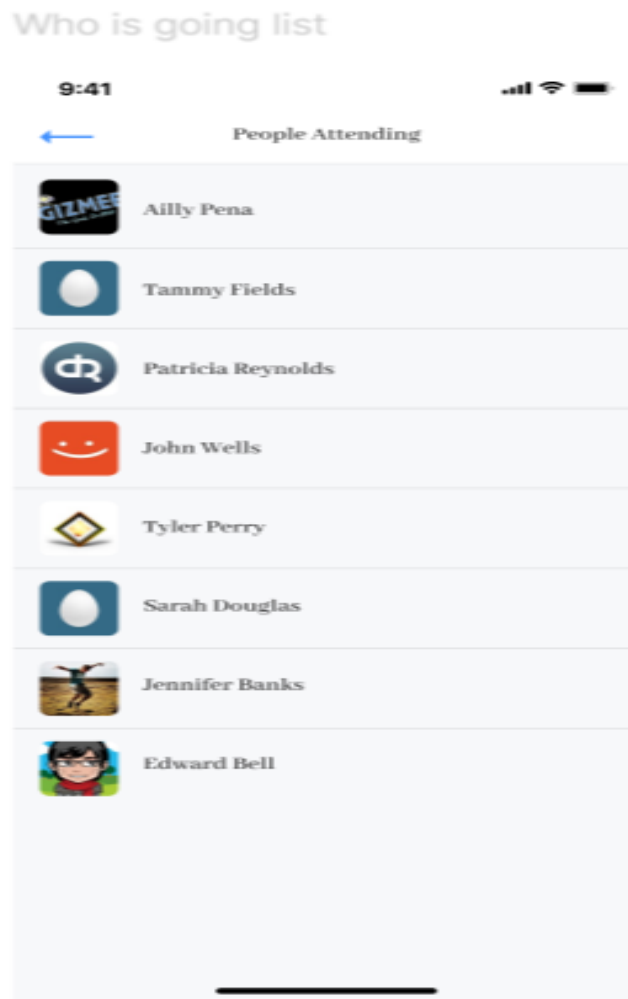 Who is going list
9:41
People Attending
GIZMEE
Ailly Pena
Tammy Fields
Patricia Reynolds
John Wells
Tyler Perry
Sarah Douglas
Jennifer Banks
Edward Bell